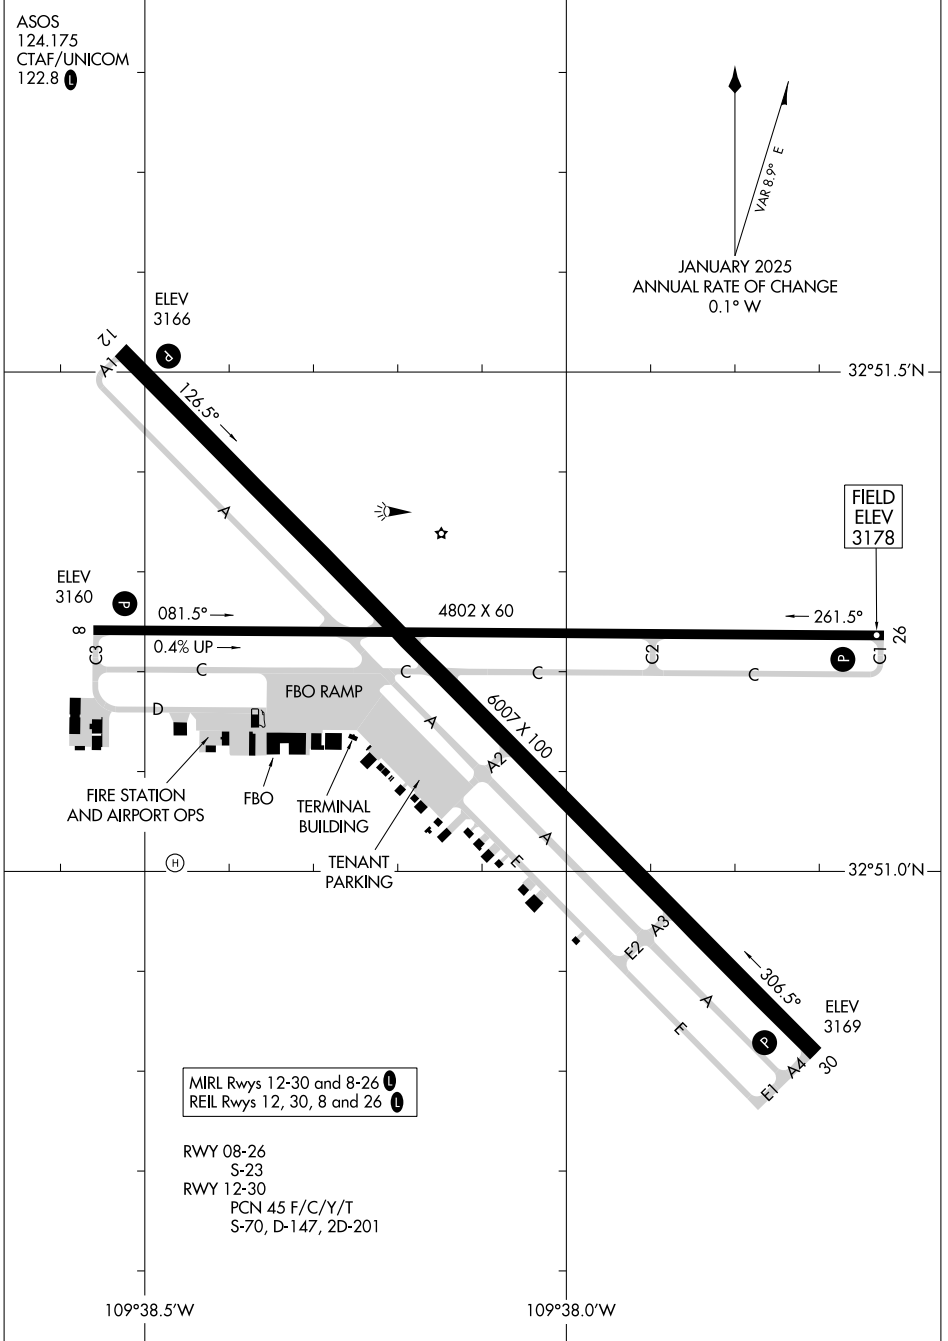 ASOS
124.175
CTAF/UNICOM
122.8 L
VAR 8.9° E
JANUARY 2025
ANNUAL RATE OF CHANGE
0.1° W
ELEV
3166
12
P
A1
32°51.5'N
126.5°
A
FIELD
ELEV
3178
ELEV
3160
P
081.5°
4802 X 60
261.5°
8
26
0.4% UP
C3
C
C
C
C2
C
P
C1
FBO RAMP
D
A
6007 X 100
A2
FIRE STATION
AND AIRPORT OPS
FBO
TERMINAL
BUILDING
TENANT
PARKING
A
E
H
32°51.0'N
A3
E2
306.5°
A
E
ELEV
3169
P
A4
30
E1
MIRL Rwys 12-30 and 8-26 L
REIL Rwys 12, 30, 8 and 26 L
RWY 08-26
S-23
RWY 12-30
PCN 45 F/C/Y/T
S-70, D-147, 2D-201
109°38.5'W
109°38.0'W